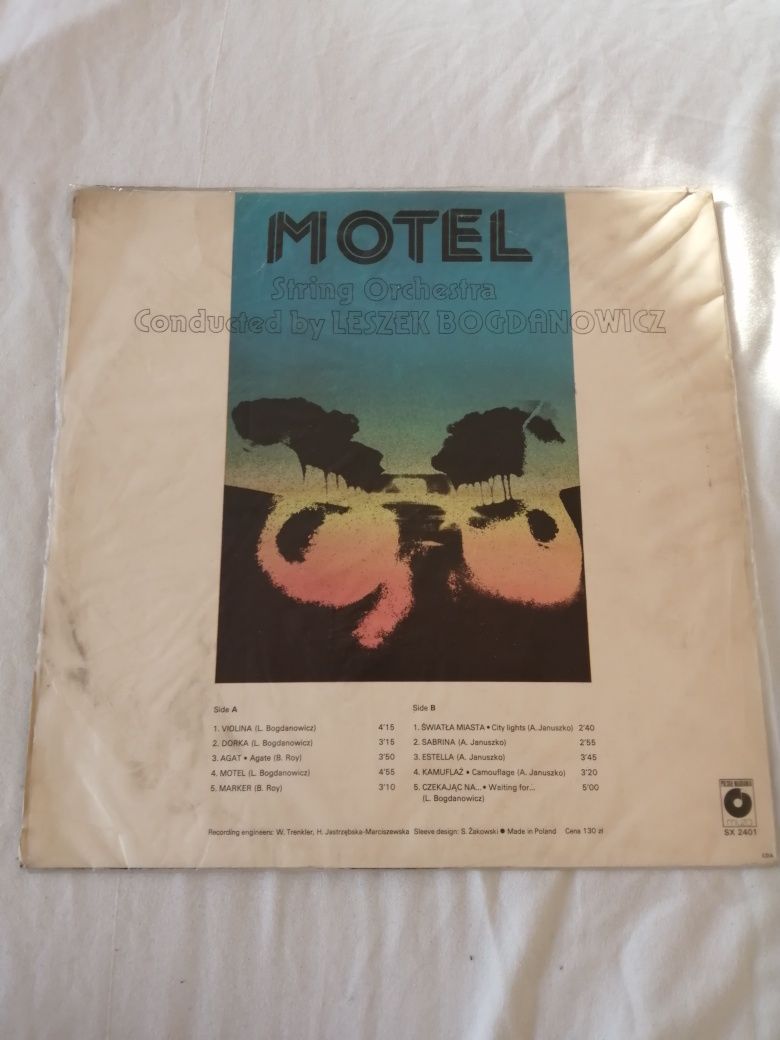 MOTEL
String Orchestra
Conducted by LESZEK BOGDANOWICZ
Side A
1. VIOLINA (L. Bogdanowicz) 4'15
2. DORKA (L. Bogdanowicz) 3'15
3. AGAT • Agate (B. Roy) 3'50
4. MOTEL (L. Bogdanowicz) 4'55
5. MARKER (B. Roy) 3'10
Side B
1. ŚWIATŁA MIASTA • City lights (A. Januszko) 2'40
2. SABRINA (A. Januszko) 2'55
3. ESTELLA (A. Januszko) 3'45
4. KAMUFLAŻ • Camouflage (A. Januszko) 3'20
5. CZEKAJĄC NA... • Waiting for... 5'00
(L. Bogdanowicz)
Recording engineers: W. Trenkler, H. Jastrzębska-Marciszewska Sleeve design: S. Żakowski ● Made in Poland Cena 130 zł
POLSKIE NAGRANIA
muza
SX 2401